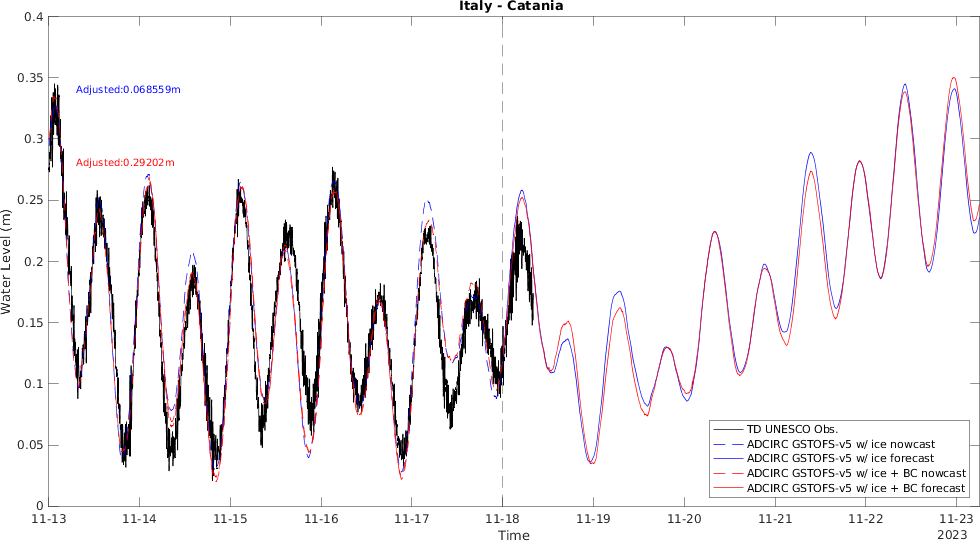 Italy - Catania
Water Level (m)
0.4
0.35
0.3
0.25
0.2
0.15
0.1
0.05
0
Adjusted:0.068559m
Adjusted:0.29202m
TD UNESCO Obs.
ADCIRC GSTOFS-v5 w/ ice nowcast
ADCIRC GSTOFS-v5 w/ ice forecast
ADCIRC GSTOFS-v5 w/ ice + BC nowcast
ADCIRC GSTOFS-v5 w/ ice + BC forecast
11-13 11-14 11-15 11-16 11-17 11-18 11-19 11-20 11-21 11-22 11-23
Time
2023